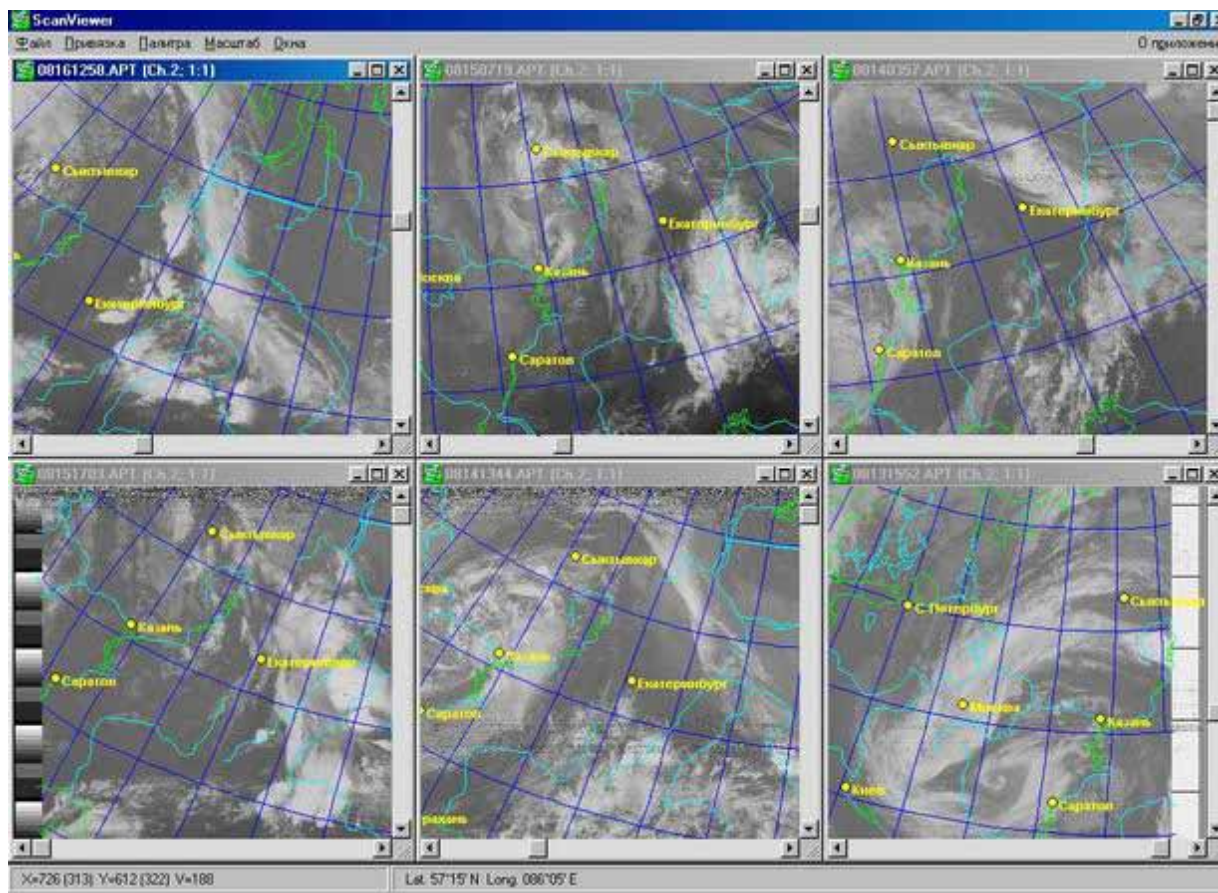 ScanViewer
Файл Привязка Палитра Масштаб Окна О приложении
08161258.APT (Ch.2; 1:1)
Сыктывкар
Екатеринбург
08150719.APT (Ch.2; 1:1)
Сыктывкар
Екатеринбург
Казань
Саратов
08140357.APT (Ch.2; 1:1)
Сыктывкар
Екатеринбург
Казань
Саратов
08151703.APT (Ch.2; 1:1)
Сыктывкар
Казань
Екатеринбург
Саратов
08141344.APT (Ch.2; 1:1)
Сыктывкар
Казань
Екатеринбург
Саратов
08131552.APT (Ch.2; 1:1)
С.-Петербург
Сыктывкар
Москва
Казань
Киев
Саратов
X=726 (313) Y=612 (322) V=188
Lat. 57°15' N Long. 086°05' E